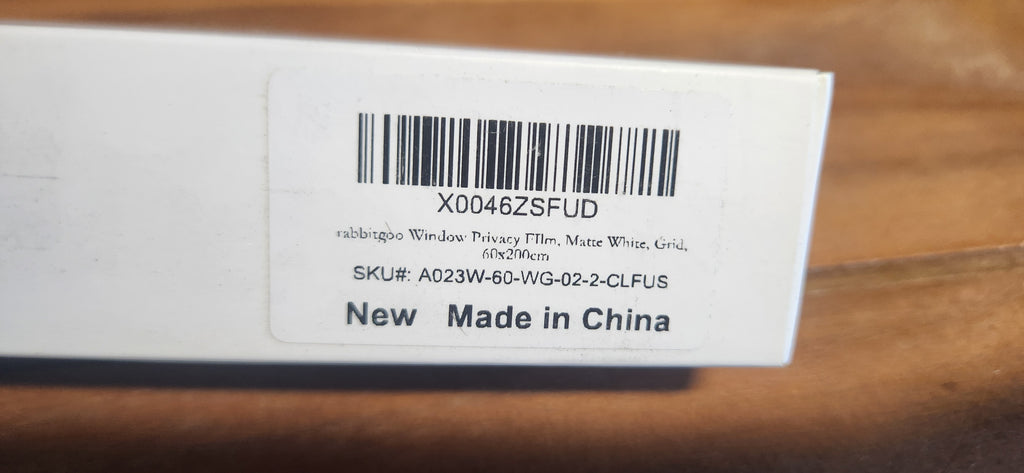 X0046ZSFUD
rabbitgoo Window Privacy FIlm, Matte White, Grid,
60x200cm
SKU#: A023W-60-WG-02-2-CLFUS
New Made in China